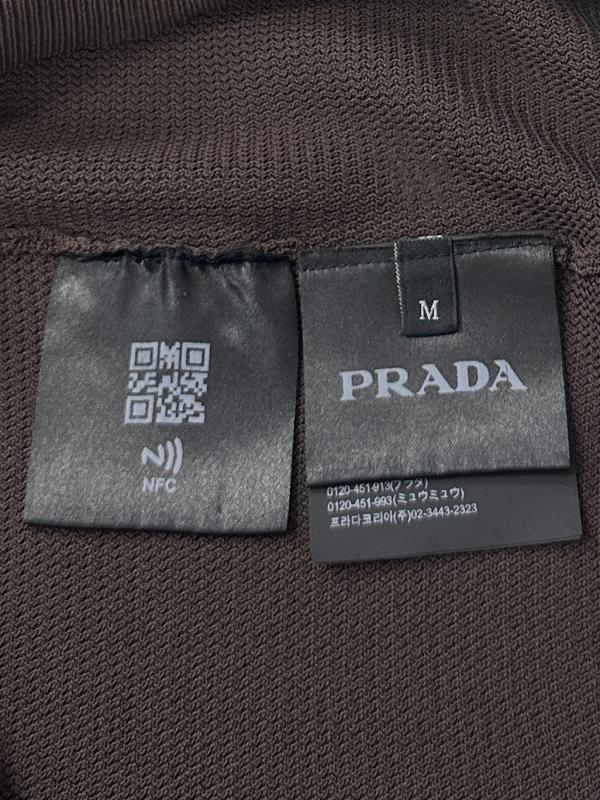 NFC
M
PRADA
0120-451-913(プラダ)
0120-451-993(ミュウミュウ)
프라다코리아(주)02-3443-2323